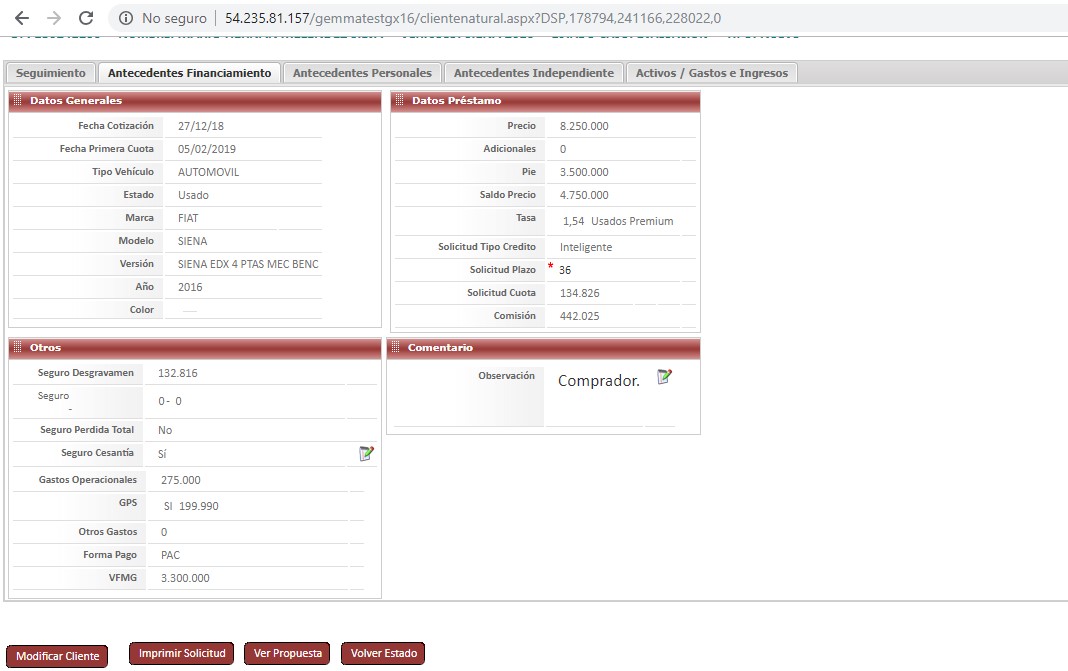 No seguro
54.235.81.157/gemmatestgx16/clientenatural.aspx?DSP,178794,241166,228022,0
Seguimiento
Antecedentes Financiamiento
Antecedentes Personales
Antecedentes Independiente
Activos / Gastos e Ingresos
Datos Generales
Fecha Cotización 27/12/18
Fecha Primera Cuota 05/02/2019
Tipo Vehículo AUTOMOVIL
Estado Usado
Marca FIAT
Modelo SIENA
Versión SIENA EDX 4 PTAS MEC BENC
Año 2016
Color
Datos Préstamo
Precio 8.250.000
Adicionales 0
Pie 3.500.000
Saldo Precio 4.750.000
Tasa 1,54 Usados Premium
Solicitud Tipo Credito Inteligente
Solicitud Plazo * 36
Solicitud Cuota 134.826
Comisión 442.025
Otros
Seguro Desgravamen 132.816
Seguro
- 0 - 0
Seguro Perdida Total No
Seguro Cesantía Sí
Gastos Operacionales 275.000
GPS SI 199.990
Otros Gastos 0
Forma Pago PAC
VFMG 3.300.000
Comentario
Observación Comprador.
Modificar Cliente
Imprimir Solicitud
Ver Propuesta
Volver Estado